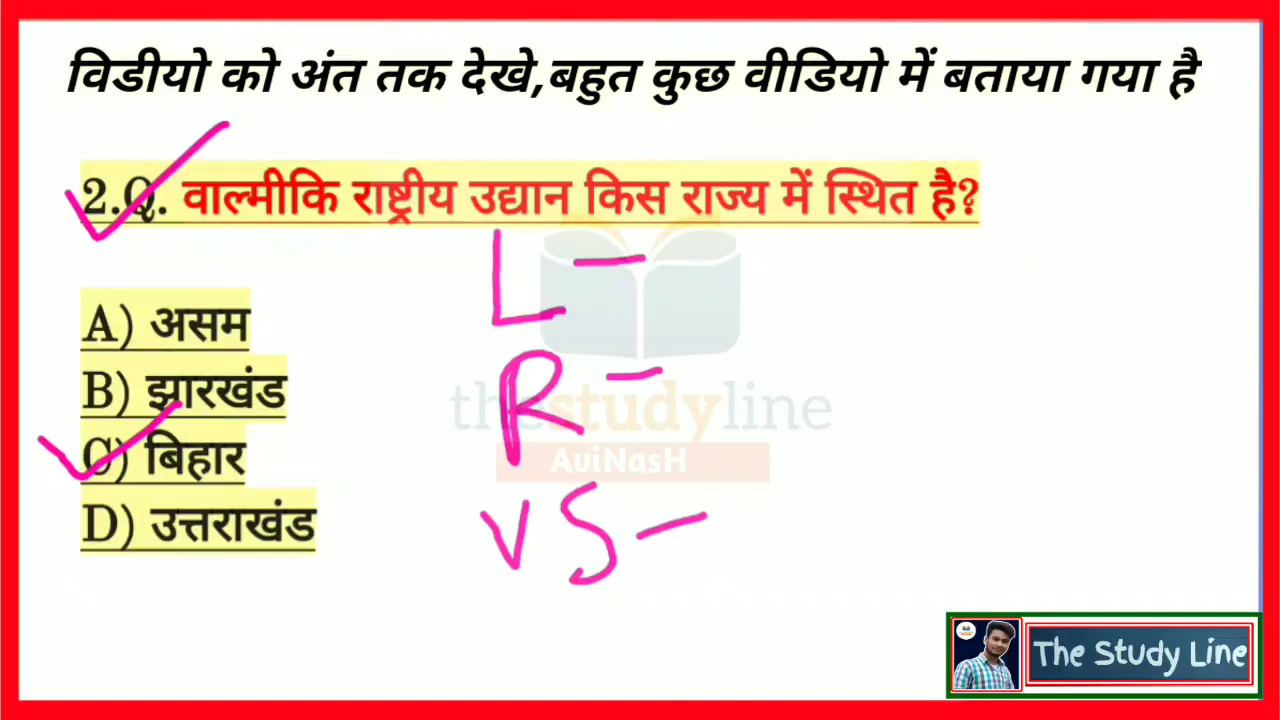 विडीयो को अंत तक देखे,बहुत कुछ वीडियो में बताया गया है
2.Q. वाल्मीकि राष्ट्रीय उद्यान किस राज्य में स्थित है?
L –
A) असम
R –
B) झारखंड
thestudyline
C) बिहार
AviNasH
D) उत्तराखंड
VS –
The Study Line